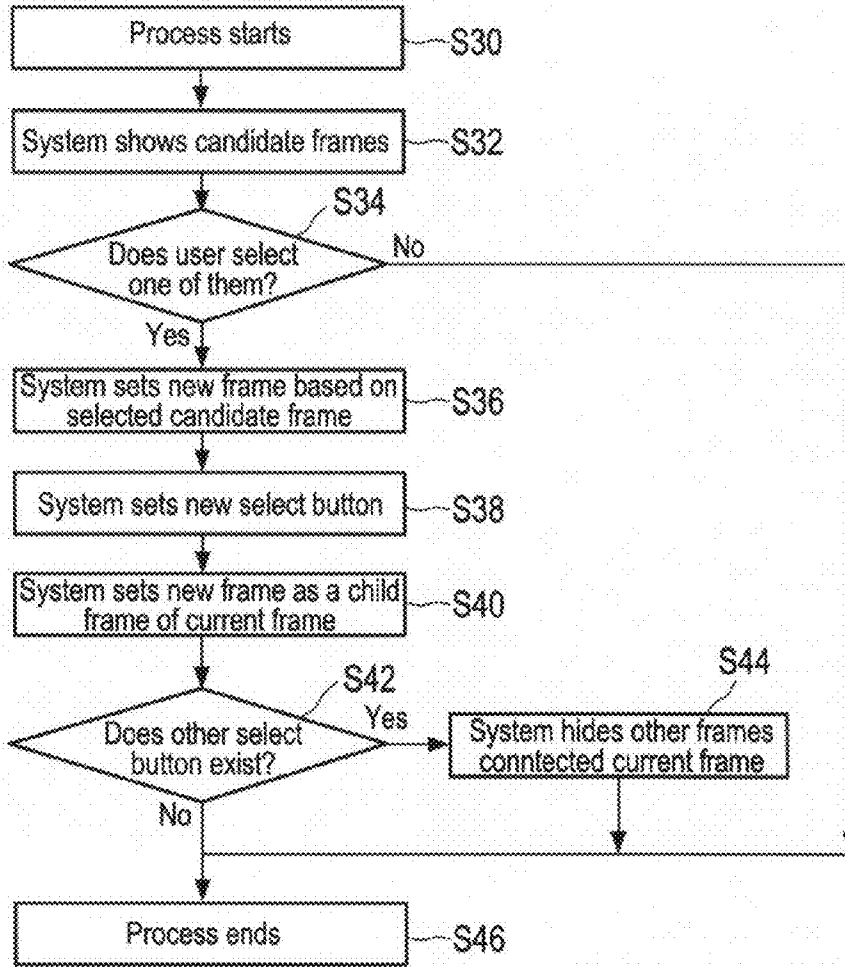 Process starts
S30
System shows candidate frames
S32
S34
Does user select
one of them?
No
Yes
System sets new frame based on
selected candidate frame
S36
System sets new select button
S38
System sets new frame as a child
frame of current frame
S40
S42
Does other select
button exist?
Yes
S44
System hides other frames
conntected current frame
No
Process ends
S46